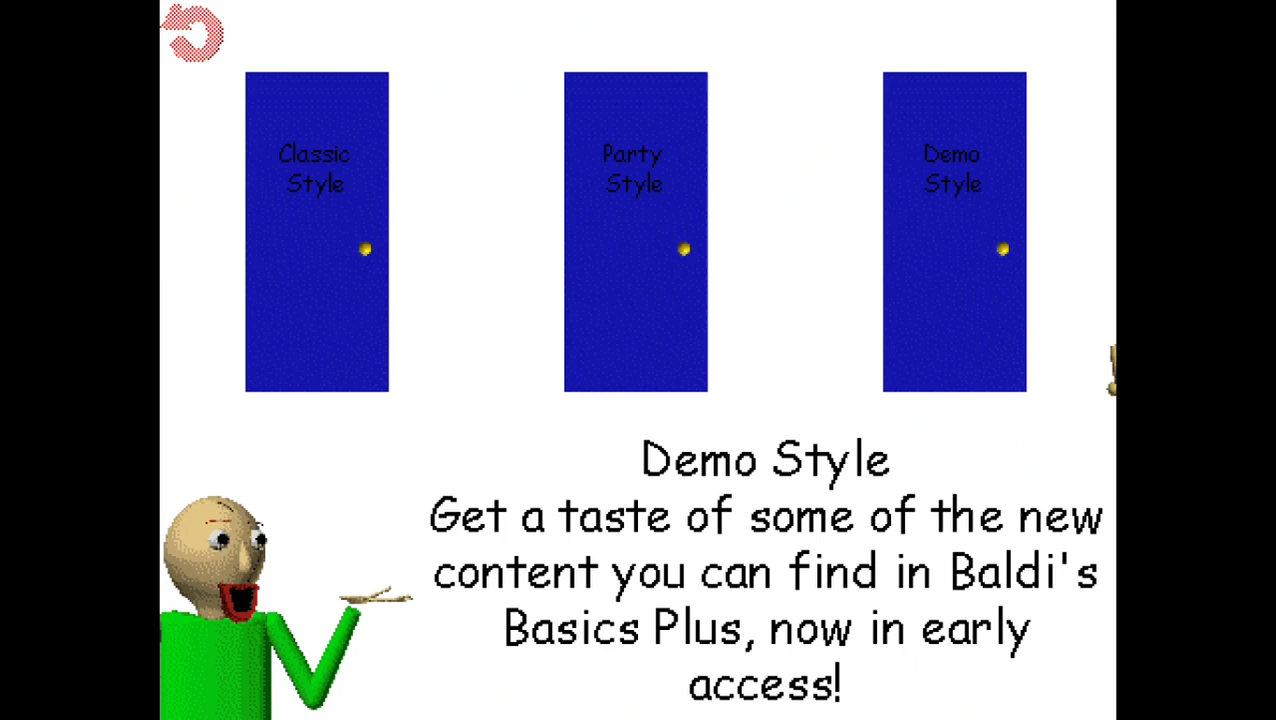 Classic
Style
Party
Style
Demo
Style
Demo Style
Get a taste of some of the new
content you can find in Baldi's
Basics Plus, now in early
access!